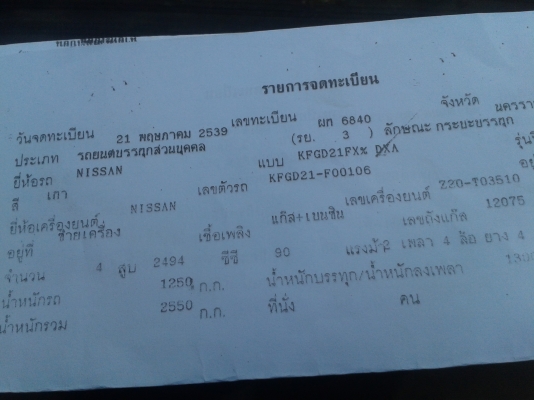 รายการจดทะเบียน
วันจดทะเบียน 21 พฤษภาคม 2539 เลขทะเบียน ผท 6840 จังหวัด นครรา
ประเภท รถยนต์บรรทุกส่วนบุคคล (รย. 3 ) ลักษณะ กระบะบรรทุก
ยี่ห้อรถ NISSAN แบบ KFGD21FX% DXA รุ่นปี
สี เทา เลขตัวรถ KFGD21-F00106 อยู่
ยี่ห้อเครื่องยนต์ NISSAN เลขเครื่องยนต์ Z20-T03510
อยู่ที่ ซ้ายเครื่อง เชื้อเพลิง แก๊ส+เบนซิน เลขถังแก๊ส 12075
จำนวน 4 สูบ 2494 ซีซี 90 แรงม้า 2 เพลา 4 ล้อ ยาง 4
น้ำหนักรถ 1250 ก.ก. น้ำหนักบรรทุก/น้ำหนักลงเพลา 1300
น้ำหนักรวม 2550 ก.ก. ที่นั่ง คน